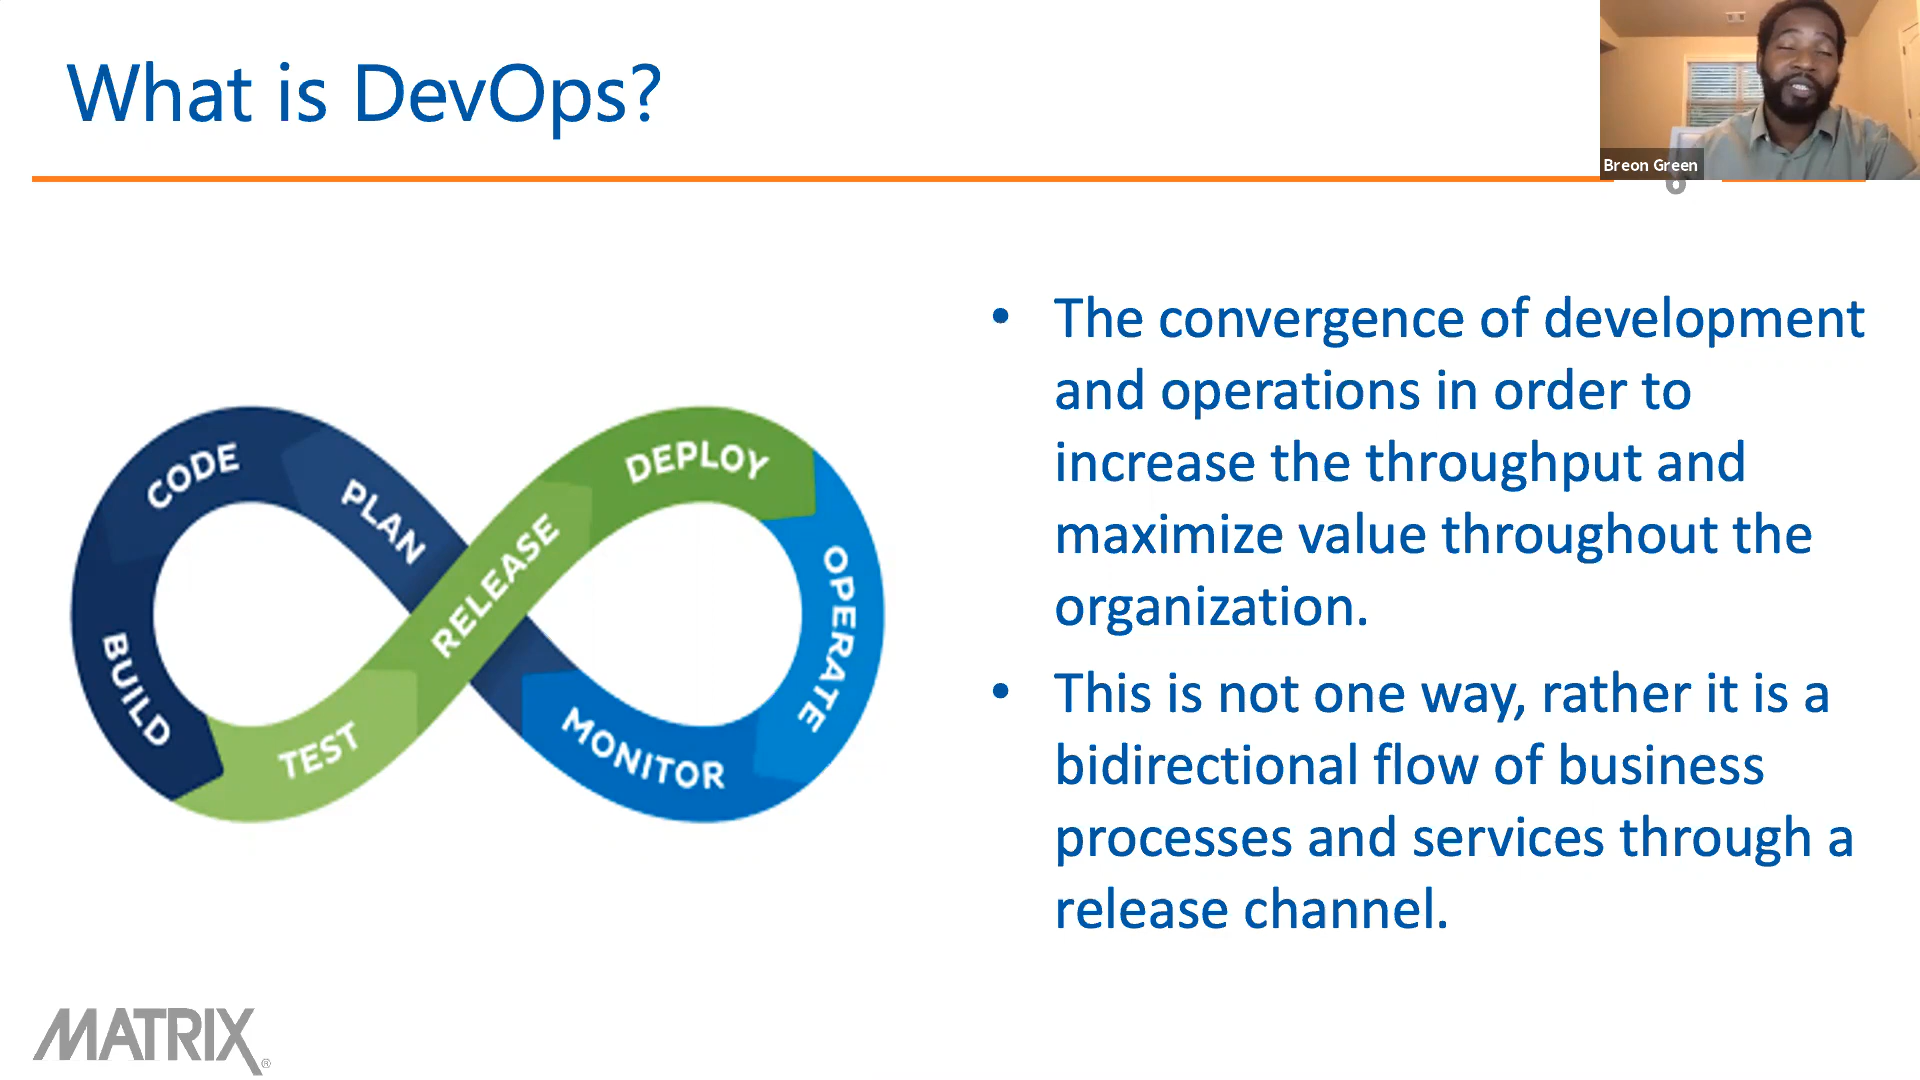 What is DevOps?
Breon Green
6
• The convergence of development
and operations in order to
increase the throughput and
maximize value throughout the
organization.
• This is not one way, rather it is a
bidirectional flow of business
processes and services through a
release channel.
CODE
PLAN
BUILD
TEST
RELEASE
DEPLOY
OPERATE
MONITOR
MATRIX®